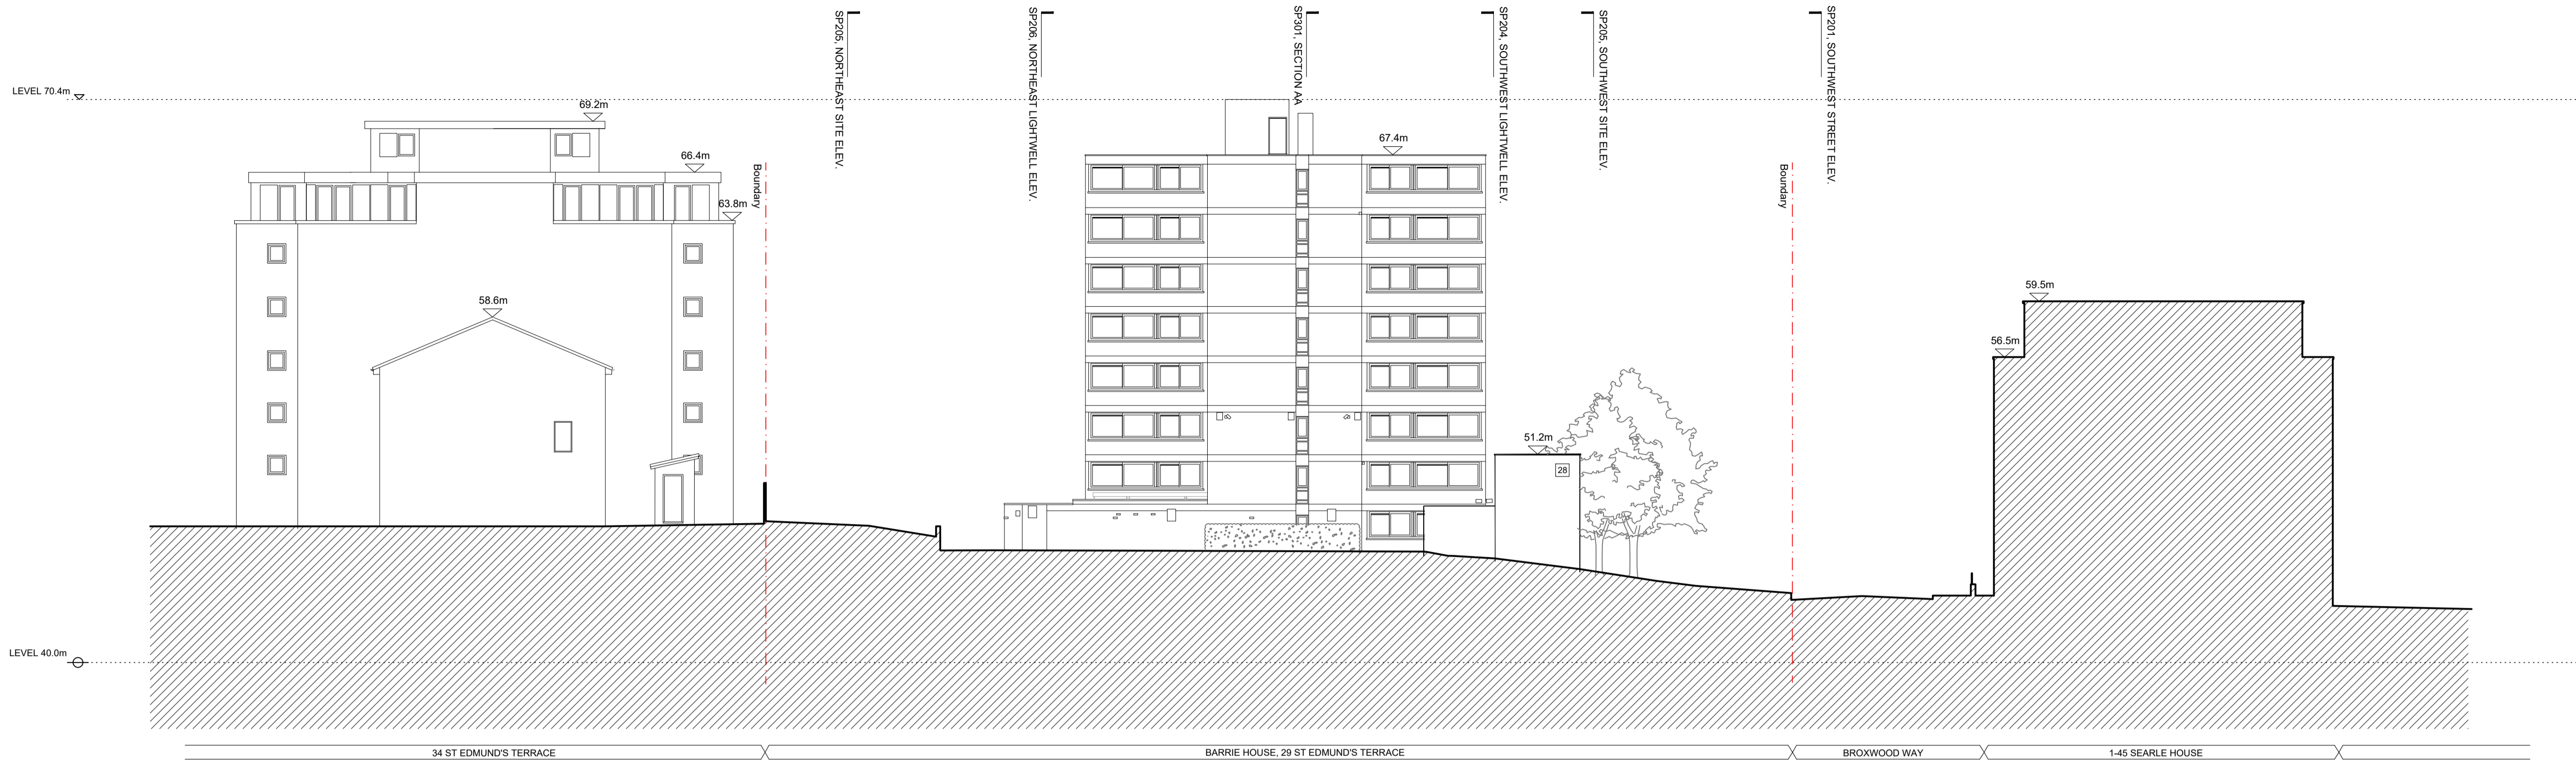 SP205, NORTHEAST SITE ELEV.
SP206, NORTHEAST LIGHTWELL ELEV.
SP301, SECTION AA
SP204, SOUTHWEST LIGHTWELL ELEV.
SP205, SOUTHWEST SITE ELEV.
SP201, SOUTHWEST STREET ELEV.
LEVEL 70.4m
69.2m
67.4m
66.4m
Boundary
Boundary
63.8m
59.5m
58.6m
56.5m
51.2m
28
LEVEL 40.0m
34 ST EDMUND'S TERRACE
BARRIE HOUSE, 29 ST EDMUND'S TERRACE
BROXWOOD WAY
1-45 SEARLE HOUSE